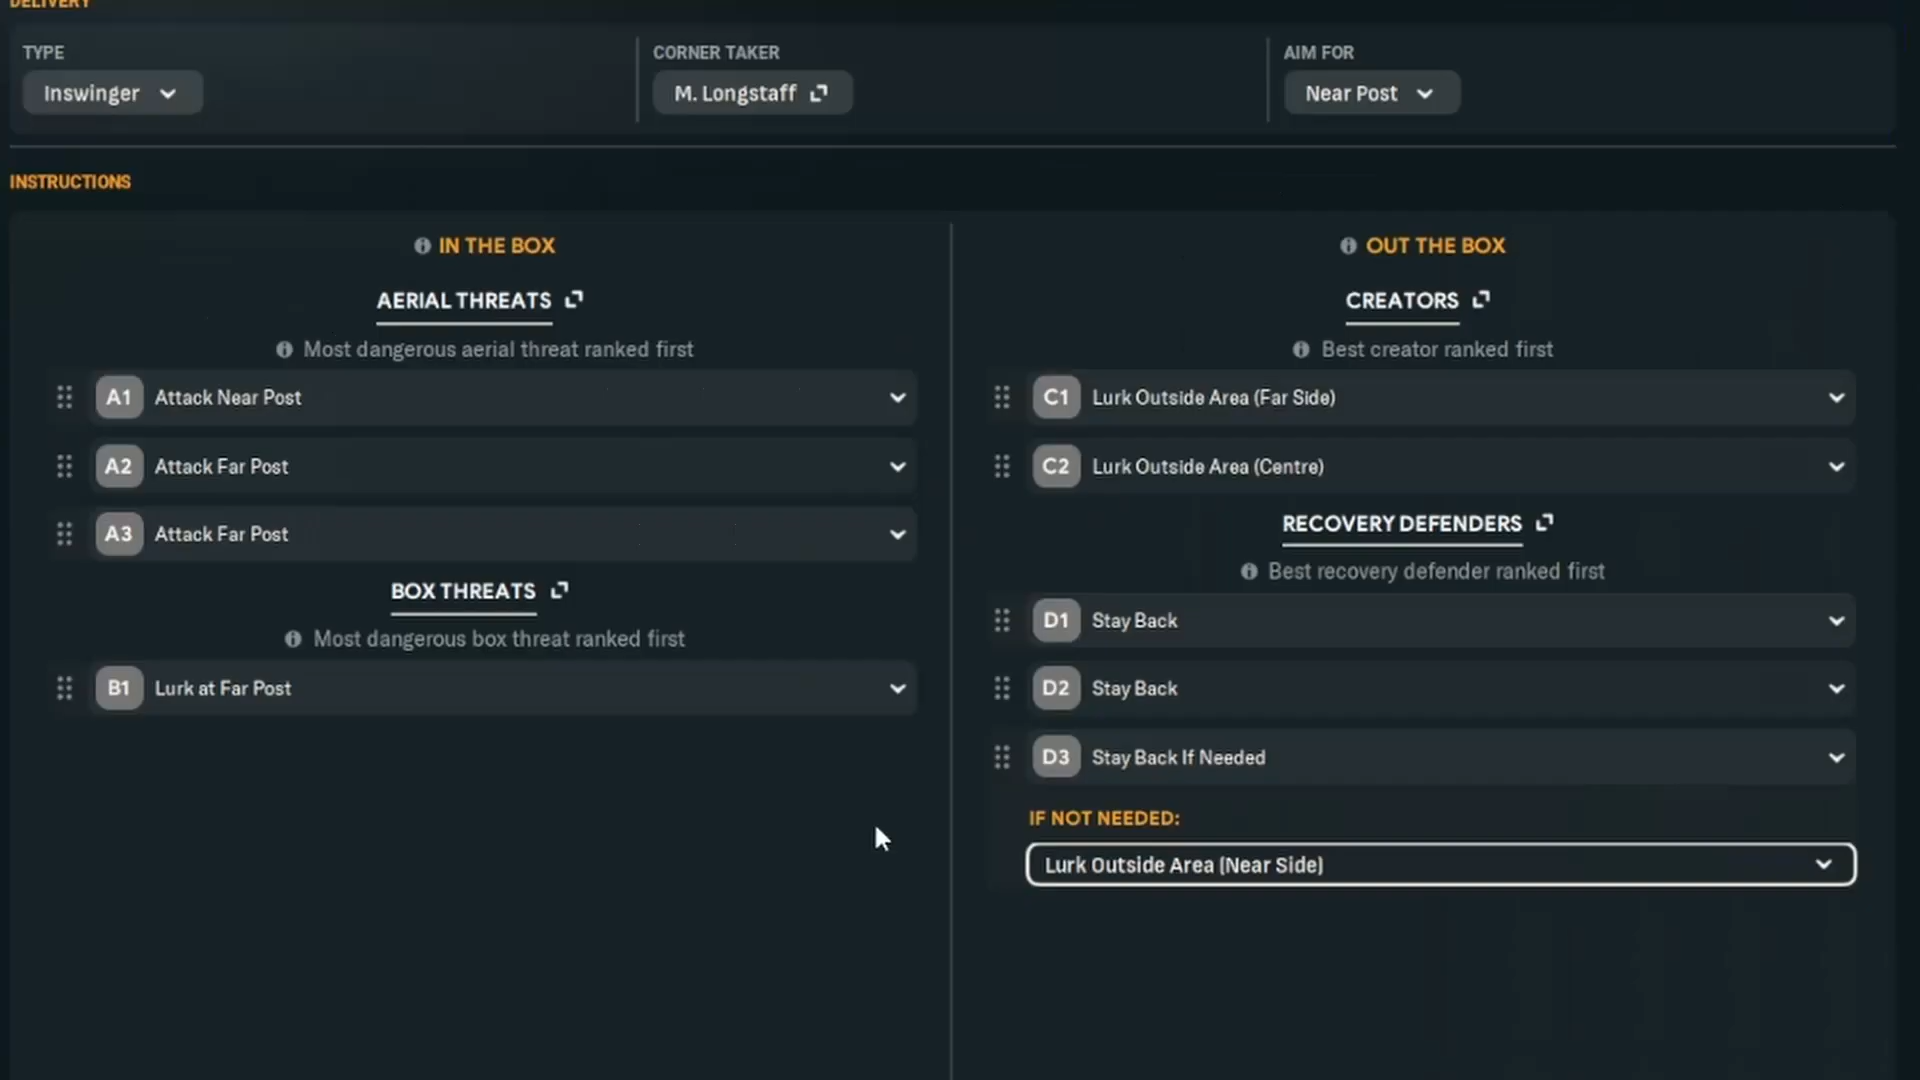 DELIVERY
TYPE
Inswinger
CORNER TAKER
M. Longstaff
AIM FOR
Near Post
INSTRUCTIONS
IN THE BOX
AERIAL THREATS
Most dangerous aerial threat ranked first
A1 Attack Near Post
A2 Attack Far Post
A3 Attack Far Post
BOX THREATS
Most dangerous box threat ranked first
B1 Lurk at Far Post
OUT THE BOX
CREATORS
Best creator ranked first
C1 Lurk Outside Area (Far Side)
C2 Lurk Outside Area (Centre)
RECOVERY DEFENDERS
Best recovery defender ranked first
D1 Stay Back
D2 Stay Back
D3 Stay Back If Needed
IF NOT NEEDED:
Lurk Outside Area (Near Side)